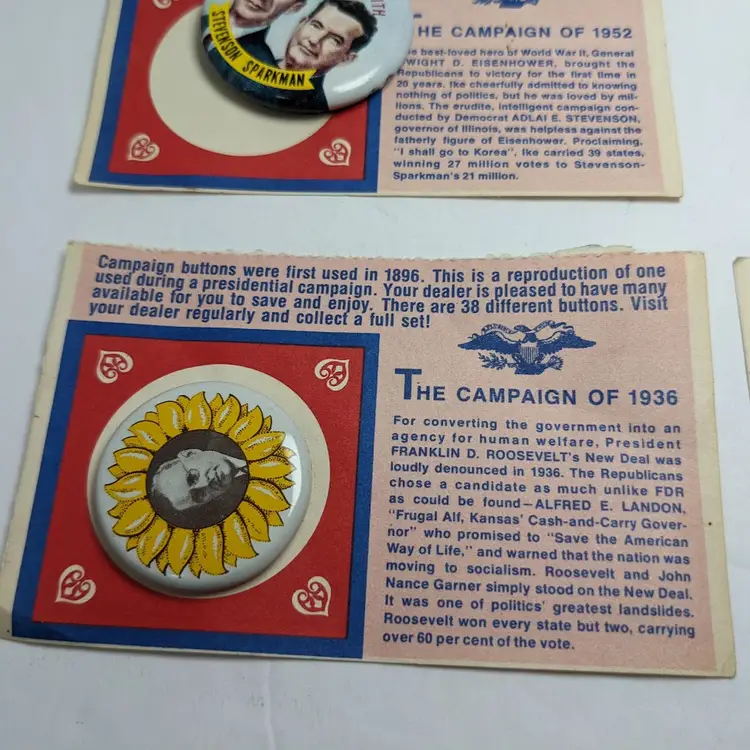 ITH
STEVENSON SPARKMAN
HE CAMPAIGN OF 1952
e best-loved hero of World War II, General
WIGHT D. EISENHOWER, brought the
Republicans to victory for the first time in
20 years. Ike cheerfully admitted to knowing
nothing of politics, but he was loved by mil-
lions. The erudite, intelligent campaign con-
ducted by Democrat ADLAI E. STEVENSON,
governor of Illinois, was helpless against the
fatherly figure of Eisenhower. Proclaiming,
"I shall go to Korea", Ike carried 39 states,
winning 27 million votes to Stevenson-
Sparkman's 21 million.
Campaign buttons were first used in 1896. This is a reproduction of one
used during a presidential campaign. Your dealer is pleased to have many
available for you to save and enjoy. There are 38 different buttons. Visit
your dealer regularly and collect a full set!
THE CAMPAIGN OF 1936
For converting the government into an
agency for human welfare, President
FRANKLIN D. ROOSEVELT's New Deal was
loudly denounced in 1936. The Republicans
chose a candidate as much unlike FDR
as could be found—ALFRED E. LANDON,
"Frugal Alf, Kansas' Cash-and-Carry Gover-
nor" who promised to "Save the American
Way of Life," and warned that the nation was
moving to socialism. Roosevelt and John
Nance Garner simply stood on the New Deal.
It was one of politics' greatest landslides.
Roosevelt won every state but two, carrying
over 60 per cent of the vote.